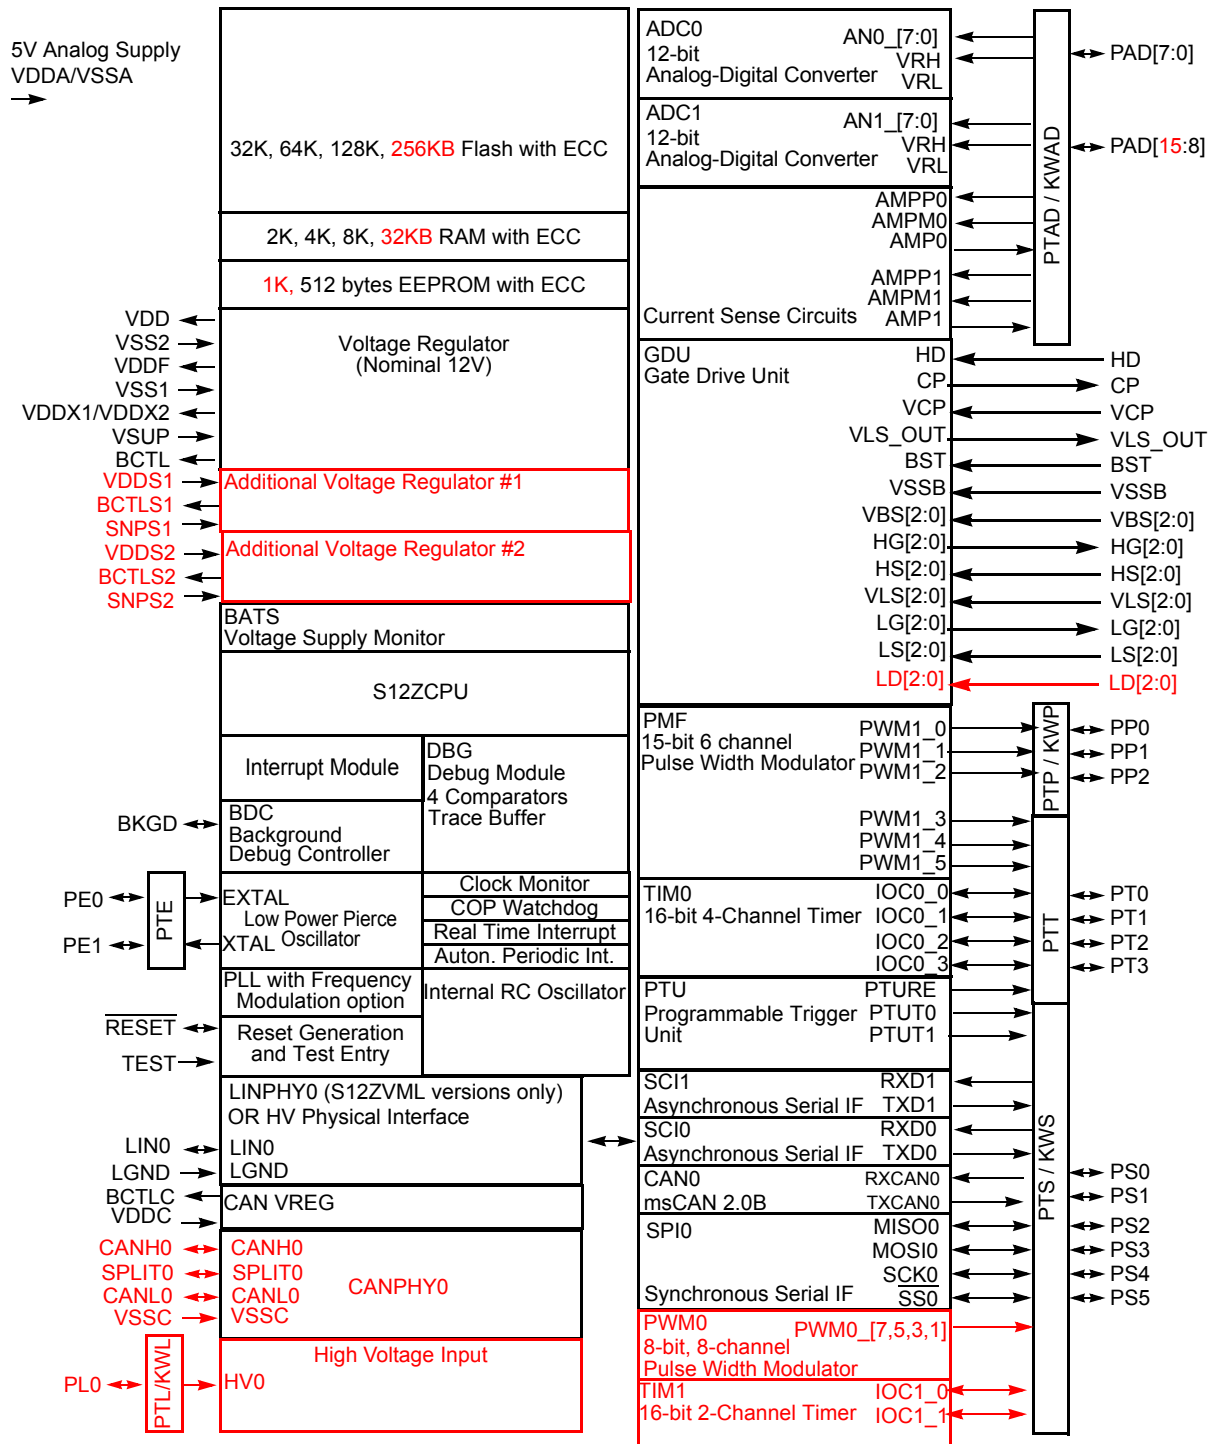 5V Analog Supply
VDDA/VSSA
32K, 64K, 128K, 256KB Flash with ECC
2K, 4K, 8K, 32KB RAM with ECC
1K, 512 bytes EEPROM with ECC
VDD
VSS2
VDDF
VSS1
VDDX1/VDDX2
VSUP
BCTL
Voltage Regulator
(Nominal 12V)
VDDS1
BCTLS1
SNPS1
Additional Voltage Regulator #1
VDDS2
BCTLS2
SNPS2
Additional Voltage Regulator #2
BATS
Voltage Supply Monitor
S12ZCPU
Interrupt Module
DBG
Debug Module
4 Comparators
Trace Buffer
BKGD
BDC
Background
Debug Controller
PE0
PE1
PTE
EXTAL
Low Power Pierce
XTAL Oscillator
Clock Monitor
COP Watchdog
Real Time Interrupt
Auton. Periodic Int.
PLL with Frequency
Modulation option
Internal RC Oscillator
RESET
TEST
Reset Generation
and Test Entry
LINPHY0 (S12ZVML versions only)
OR HV Physical Interface
LIN0
LIN0
LGND
LGND
BCTLC
VDDC
CAN VREG
CANH0
CANH0
SPLIT0
SPLIT0
CANL0
CANL0
VSSC
VSSC
CANPHY0
PL0
PTL/KWL
High Voltage Input
HV0
ADC0
12-bit
Analog-Digital Converter
AN0_[7:0]
VRH
VRL
PAD[7:0]
ADC1
12-bit
Analog-Digital Converter
AN1_[7:0]
VRH
VRL
PAD[15:8]
PTAD / KWAD
AMPP0
AMPM0
AMP0
AMPP1
AMPM1
Current Sense Circuits AMP1
GDU
Gate Drive Unit
HD
HD
CP
CP
VCP
VCP
VLS_OUT
VLS_OUT
BST
BST
VSSB
VSSB
VBS[2:0]
VBS[2:0]
HG[2:0]
HG[2:0]
HS[2:0]
HS[2:0]
VLS[2:0]
VLS[2:0]
LG[2:0]
LG[2:0]
LS[2:0]
LS[2:0]
LD[2:0]
LD[2:0]
PMF
15-bit 6 channel
Pulse Width Modulator
PWM1_0
PWM1_1
PWM1_2
PWM1_3
PWM1_4
PWM1_5
PTP / KWP
PP0
PP1
PP2
TIM0
16-bit 4-Channel Timer
IOC0_0
IOC0_1
IOC0_2
IOC0_3
PTT
PT0
PT1
PT2
PT3
PTU
Programmable Trigger
Unit
PTURE
PTUT0
PTUT1
SCI1
Asynchronous Serial IF
RXD1
TXD1
SCI0
Asynchronous Serial IF
RXD0
TXD0
CAN0
msCAN 2.0B
RXCAN0
TXCAN0
SPI0
Synchronous Serial IF
MISO0
MOSI0
SCK0
SS0
PTS / KWS
PS0
PS1
PS2
PS3
PS4
PS5
PWM0
8-bit, 8-channel
Pulse Width Modulator
PWM0_[7,5,3,1]
TIM1
16-bit 2-Channel Timer
IOC1_0
IOC1_1